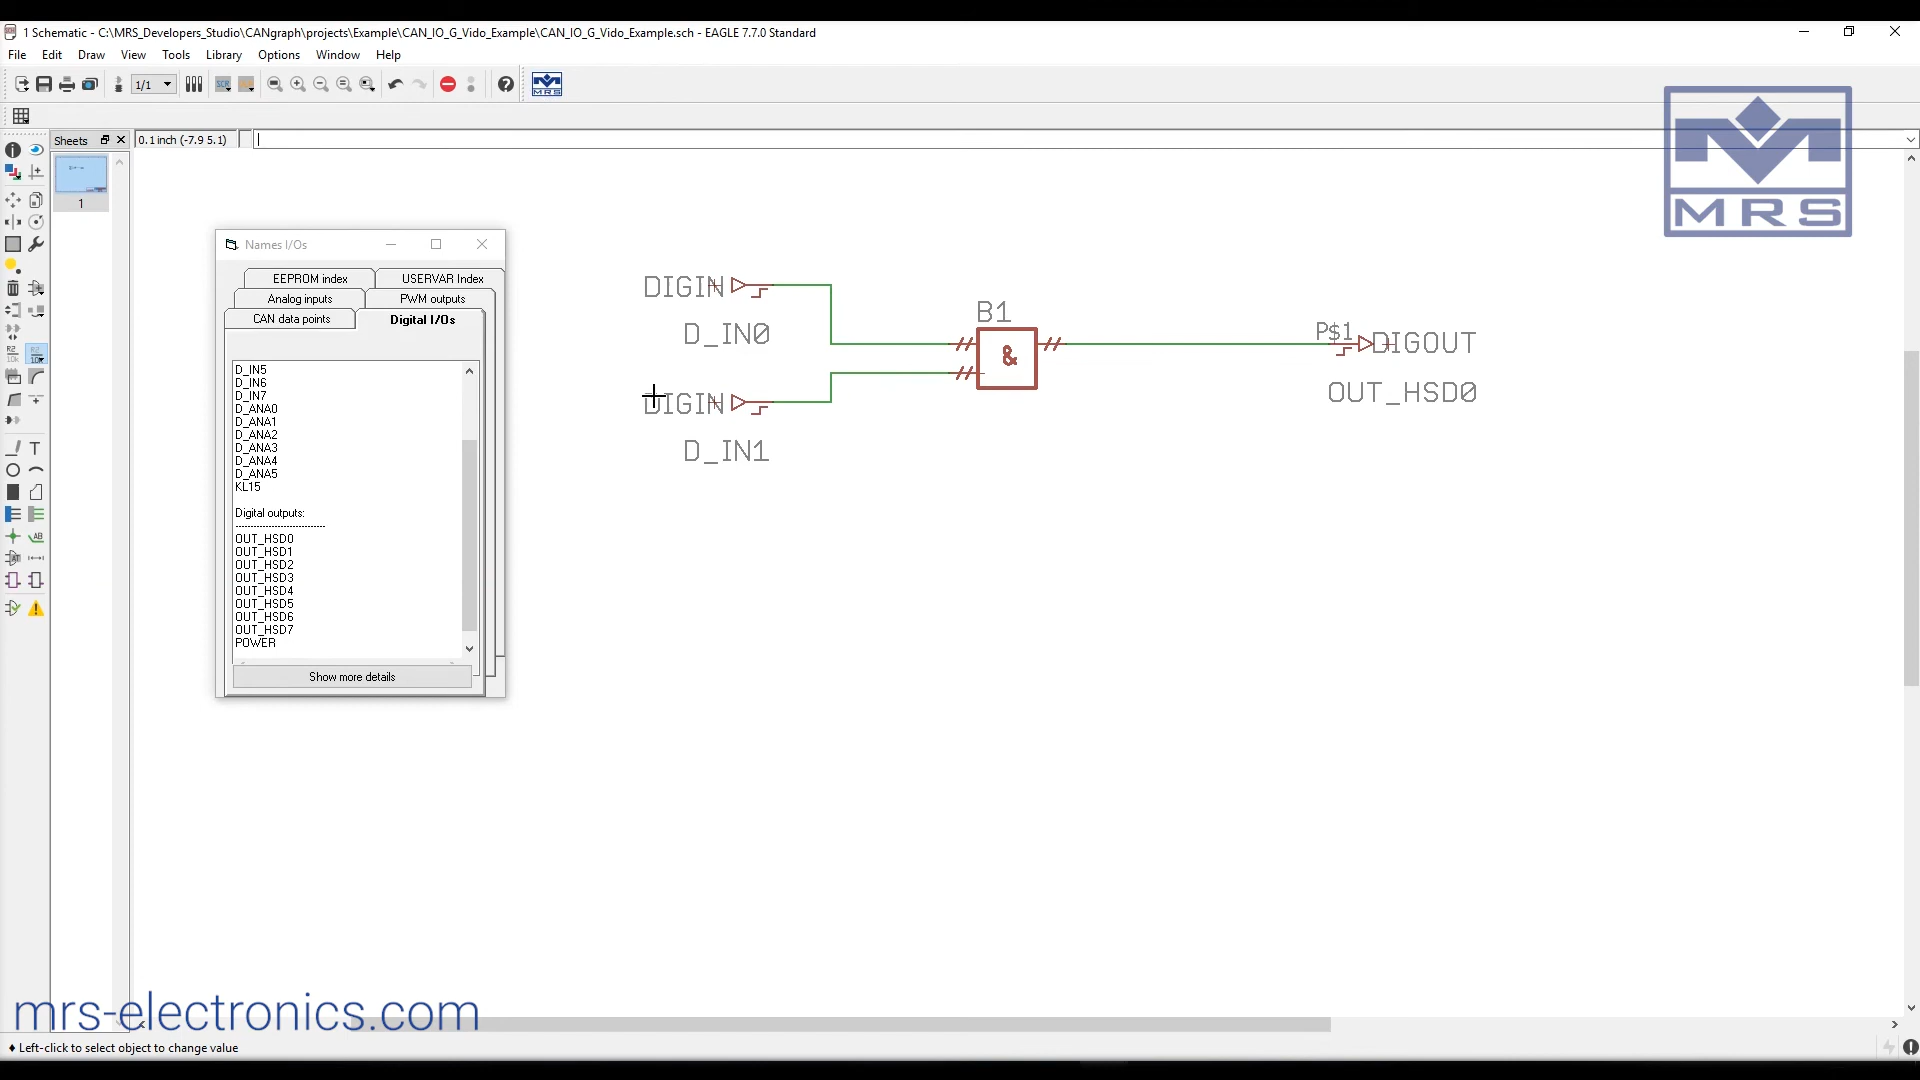 1 Schematic - C:\MRS_Developers_Studio\CANgraph\projects\Example\CAN_IO_G_Vido_Example\CAN_IO_G_Vido_Example.sch - EAGLE 7.7.0 Standard
File Edit Draw View Tools Library Options Window Help
1/1
MRS
Sheets
0.1 inch (-7.9 5.1)
1
MRS
Names I/Os
EEPROM index USERVAR Index
Analog inputs PWM outputs
CAN data points Digital I/Os
D_IN5
D_IN6
D_IN7
D_ANA0
D_ANA1
D_ANA2
D_ANA3
D_ANA4
D_ANA5
KL15
Digital outputs:
OUT_HSD0
OUT_HSD1
OUT_HSD2
OUT_HSD3
OUT_HSD4
OUT_HSD5
OUT_HSD6
OUT_HSD7
POWER
Show more details
DIGIN
D_IN0
DIGIN
D_IN1
B1
&
P$1
DIGOUT
OUT_HSD0
mrs-electronics.com
Left-click to select object to change value